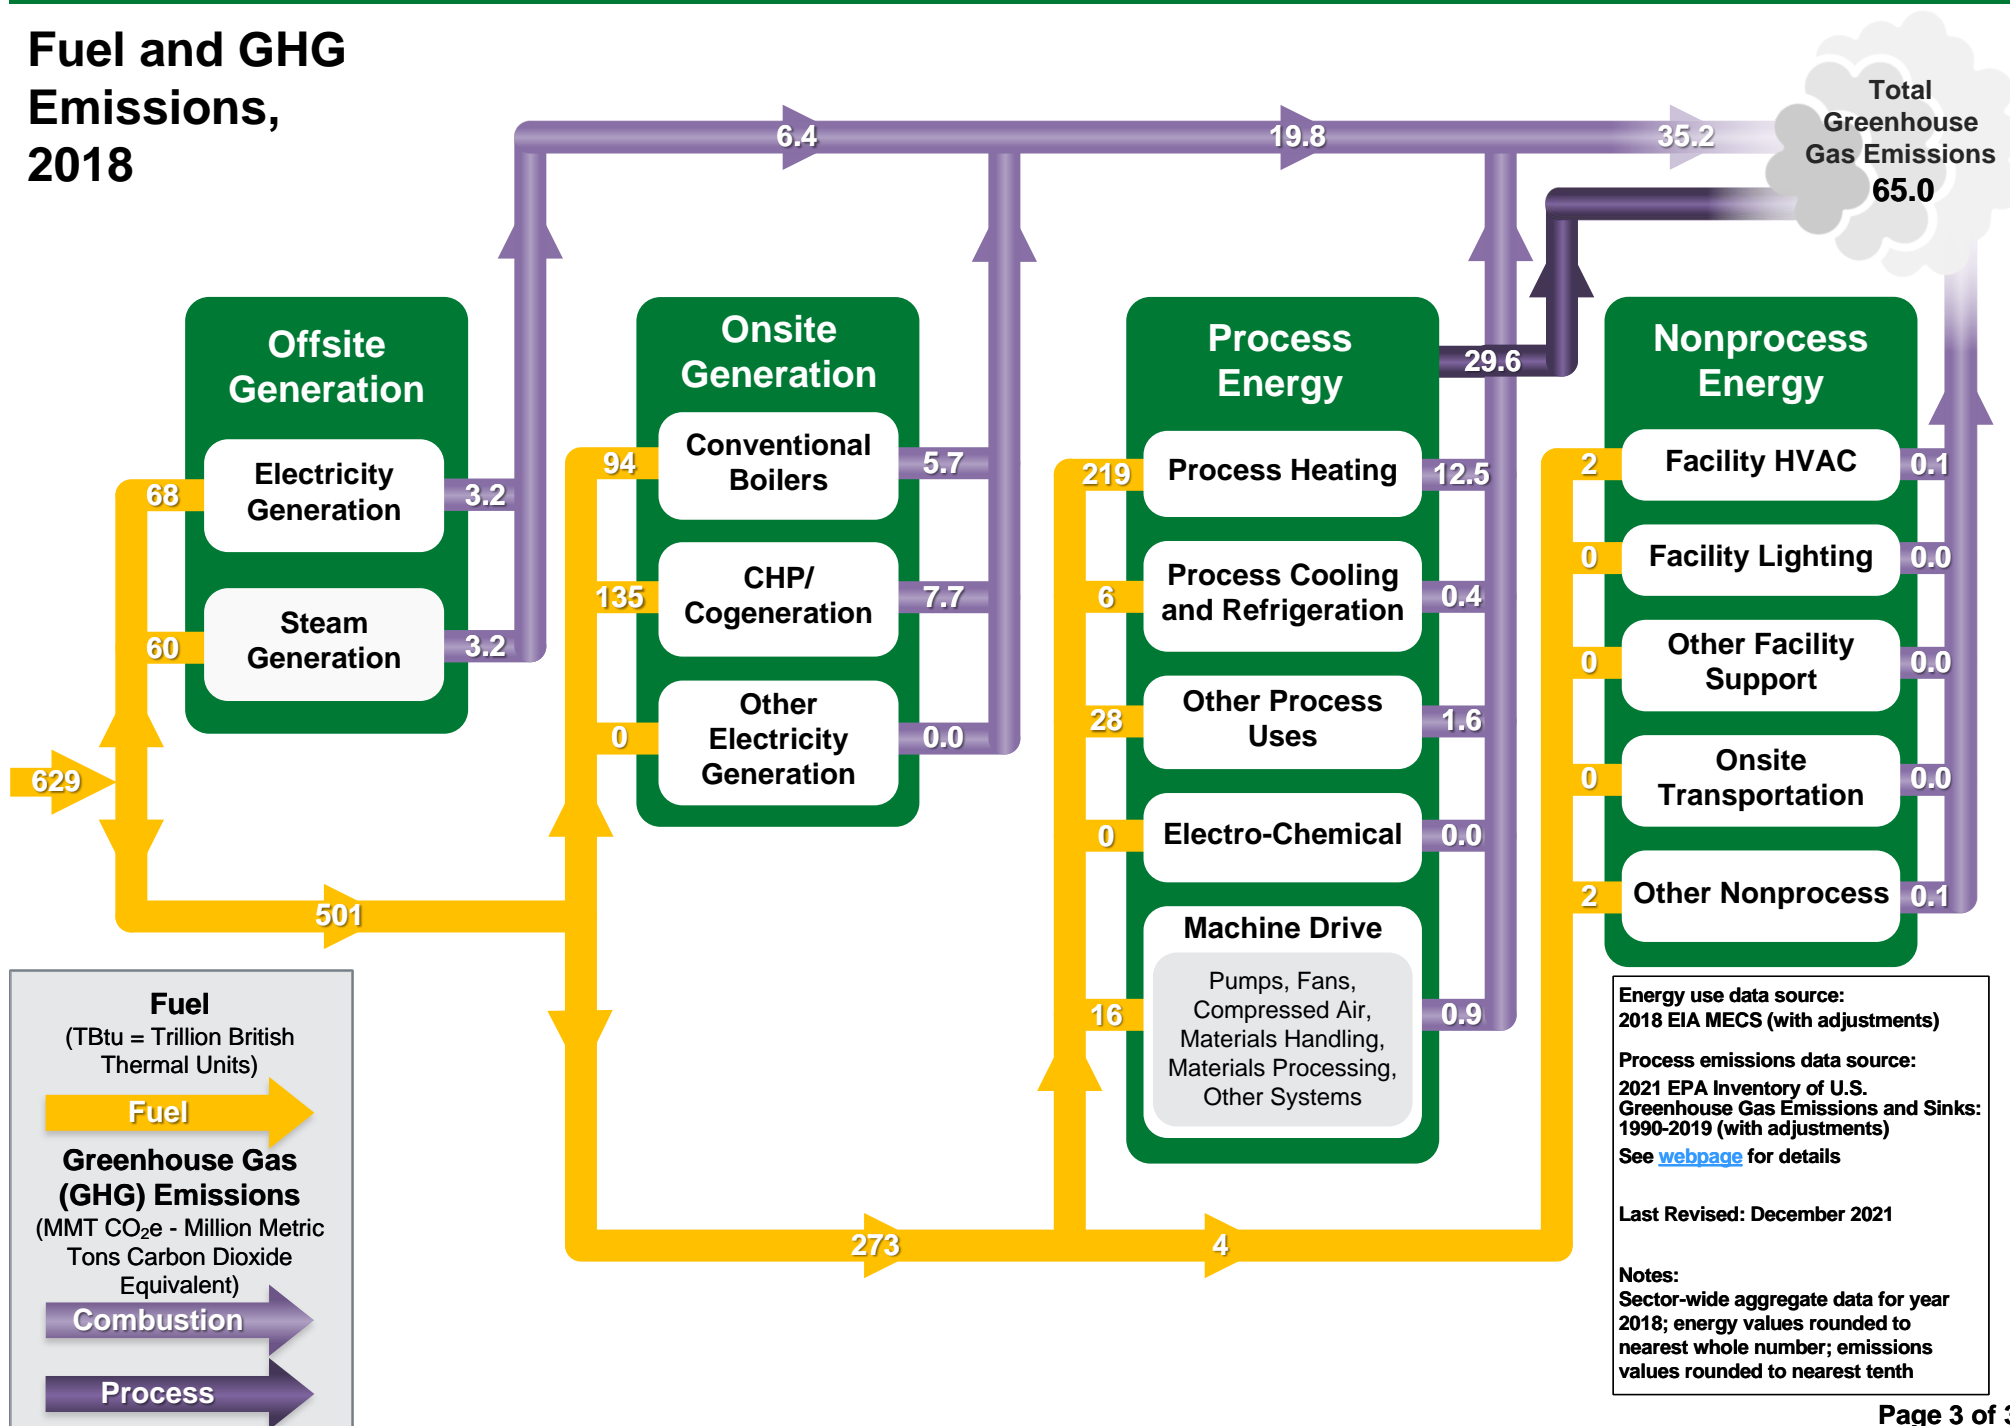 Fuel and GHG
Emissions,
2018
6.4
19.8
35.2
Total
Greenhouse
Gas Emissions
65.0
Offsite
Generation
68
Electricity
Generation
3.2
60
Steam
Generation
3.2
629
501
Onsite
Generation
94
Conventional
Boilers
5.7
135
CHP/
Cogeneration
7.7
0
Other
Electricity
Generation
0.0
Process
Energy
29.6
219
Process Heating
12.5
6
Process Cooling
and Refrigeration
0.4
28
Other Process
Uses
1.6
0
Electro-Chemical
0.0
Machine Drive
16
Pumps, Fans,
Compressed Air,
Materials Handling,
Materials Processing,
Other Systems
0.9
273
4
Nonprocess
Energy
2
Facility HVAC
0.1
0
Facility Lighting
0.0
0
Other Facility
Support
0.0
0
Onsite
Transportation
0.0
2
Other Nonprocess
0.1
Fuel
(TBtu = Trillion British
Thermal Units)
Fuel
Greenhouse Gas
(GHG) Emissions
(MMT CO₂e - Million Metric
Tons Carbon Dioxide
Equivalent)
Combustion
Process
Energy use data source:
2018 EIA MECS (with adjustments)
Process emissions data source:
2021 EPA Inventory of U.S.
Greenhouse Gas Emissions and Sinks:
1990-2019 (with adjustments)
See webpage for details
Last Revised: December 2021
Notes:
Sector-wide aggregate data for year
2018; energy values rounded to
nearest whole number; emissions
values rounded to nearest tenth
Page 3 of 3